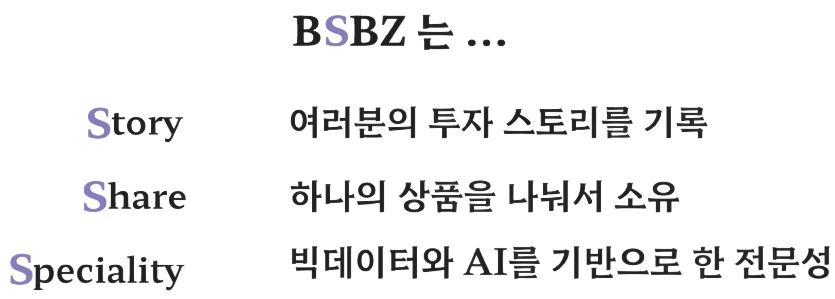 BSBZ 는 ...
Story 여러분의 투자 스토리를 기록
Share 하나의 상품을 나눠서 소유
Speciality 빅데이터와 AI를 기반으로 한 전문성